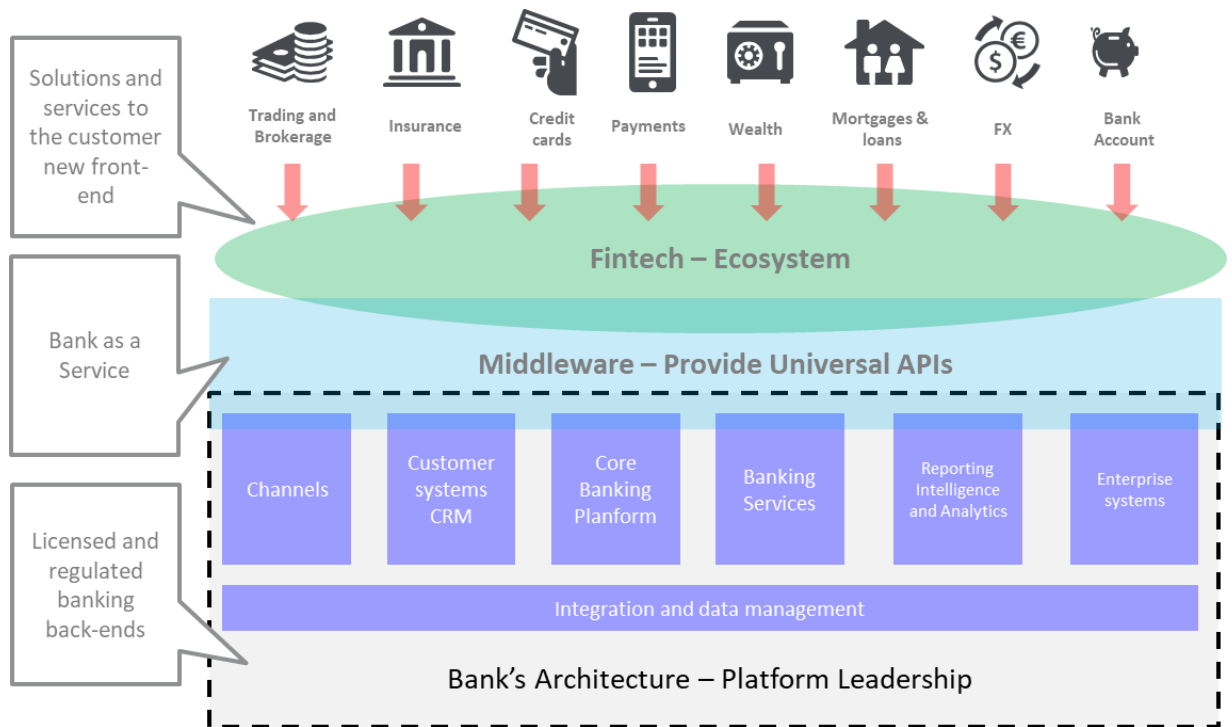 Solutions and
services to
the customer
new front-
end
Trading and
Brokerage
Insurance
Credit
cards
Payments
Wealth
Mortgages &
loans
FX
Bank
Account
$
€
Fintech – Ecosystem
Bank as a
Service
Middleware – Provide Universal APIs
Channels
Customer
systems
CRM
Core
Banking
Planform
Banking
Services
Reporting
Intelligence
and Analytics
Enterprise
systems
Licensed and
regulated
banking
back-ends
Integration and data management
Bank's Architecture – Platform Leadership